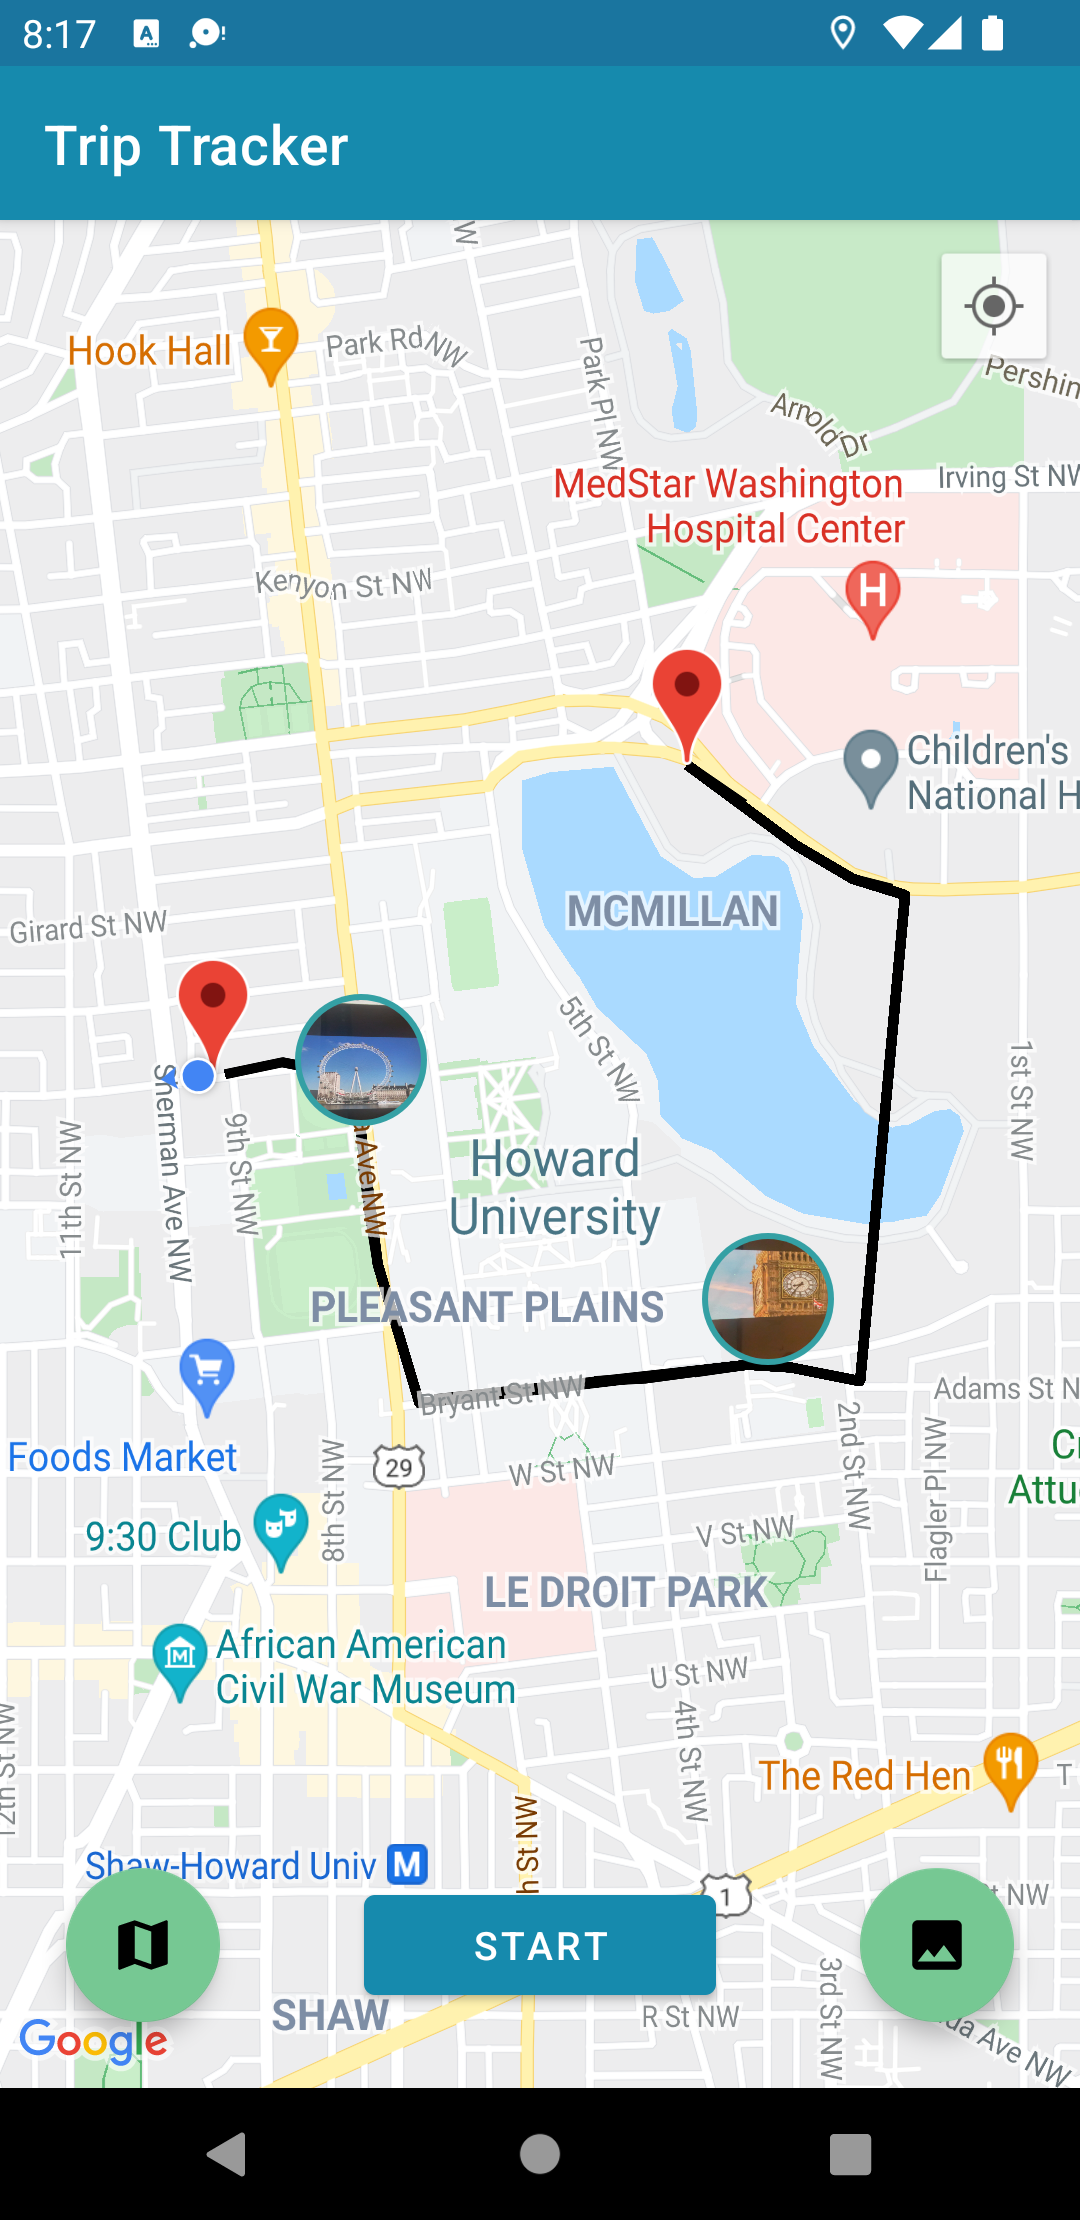 8:17
Trip Tracker
Hook Hall
Park Rd NW
Park Pl NW
Arnold Dr
Pershin
Irving St NW
MedStar Washington
Hospital Center
H
Kenyon St NW
Children's
National H
MCMILLAN
Girard St NW
5th St NW
1st St NW
Sherman Ave NW
9th St NW
11th St NW
a Ave NW
Howard
University
PLEASANT PLAINS
Bryant St NW
Adams St N
2nd St NW
Flagler Pl NW
Foods Market
29
W St NW
8th St NW
9:30 Club
V St NW
Attu
LE DROIT PARK
African American
Civil War Museum
U St NW
4th St NW
12th St NW
The Red Hen
T
h St NW
Shaw-Howard Univ M
1
t NW
START
SHAW
3rd St NW
R St NW
Google
ua Ave NW